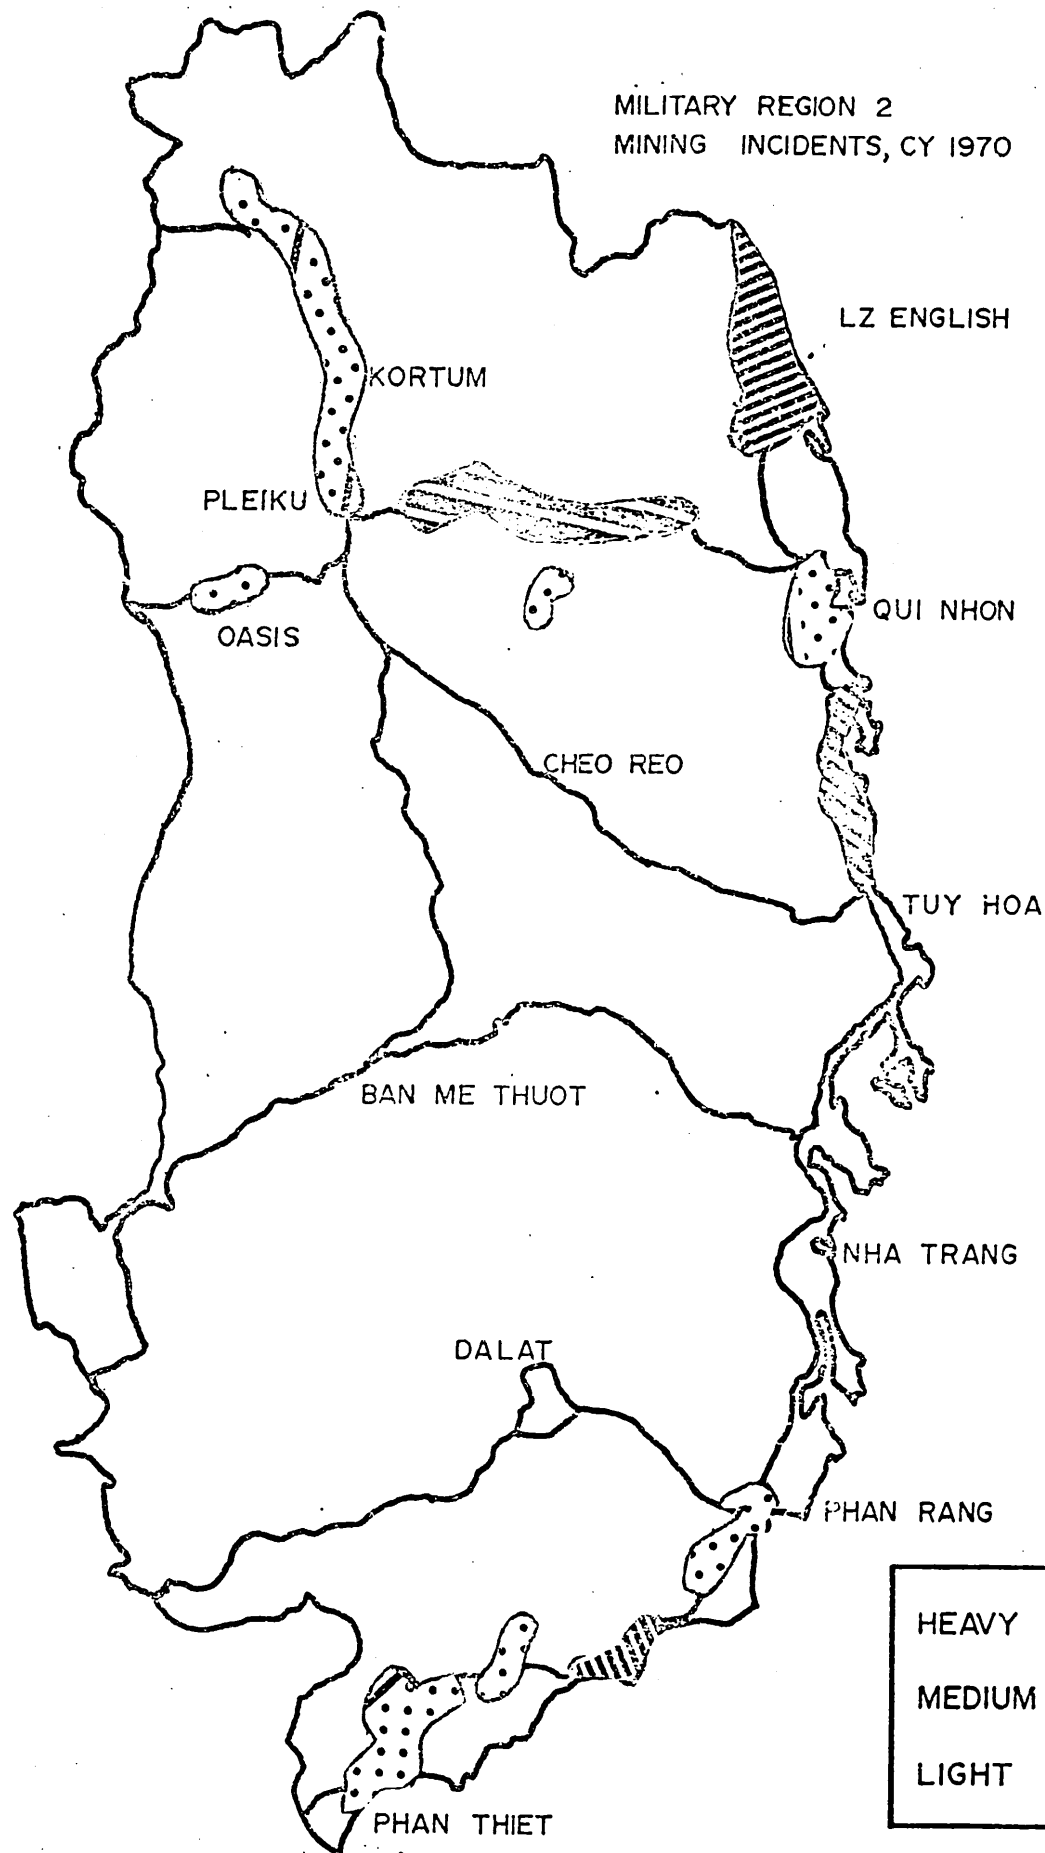 MILITARY REGION 2
MINING INCIDENTS, CY 1970
LZ ENGLISH
KORTUM
PLEIKU
QUI NHON
OASIS
CHEO REO
TUY HOA
BAN ME THUOT
NHA TRANG
DALAT
PHAN RANG
HEAVY
MEDIUM
LIGHT
PHAN THIET